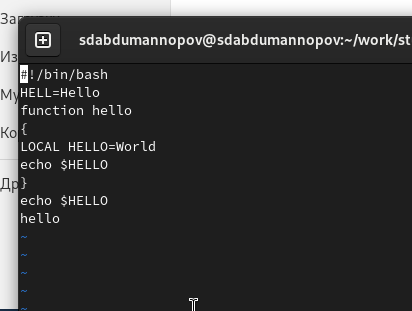 За
Из
Му
Ко
Др
sdabdumannopov@sdabdumannopov:~/work/st
#!/bin/bash
HELL=Hello
function hello
{
LOCAL HELLO=World
echo $HELLO
}
echo $HELLO
hello
~
~
~
~
~